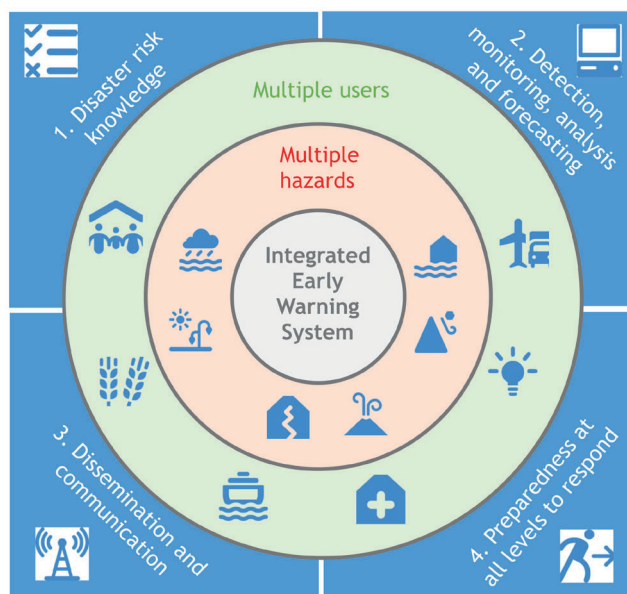 1. Disaster risk
knowledge
2. Detection,
monitoring, analysis
and forecasting
Multiple users
Multiple
hazards
Integrated
Early
Warning
System
3. Dissemination and
communication
4. Preparedness at
all levels to respond